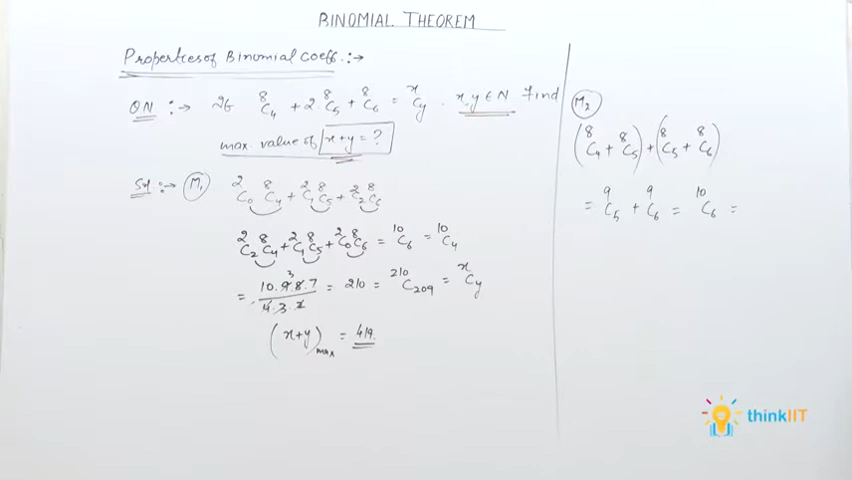 BINOMIAL THEOREM
Properties of Binomial coeff. :→
QN :→ If ⁸C₄ + 2·⁸C₅ + ⁸C₆ = ˣCy . x,y ∈ N find
max. value of x+y = ?
Sol :→ M₁ ²C₀ ⁸C₄ + ²C₁ ⁸C₅ + ²C₂ ⁸C₆
²C₂ ⁸C₄ + ²C₁ ⁸C₅ + ²C₀ ⁸C₆ = ¹⁰C₆ = ¹⁰C₄
= 10.9.8.7 / 4.3.2 = 210 = ²¹⁰C₂₀₉ = ˣCy
3
(x+y)max = 419.
M₂
(⁸C₄ + ⁸C₅) + (⁸C₅ + ⁸C₆)
= ⁹C₅ + ⁹C₆ = ¹⁰C₆ =
thinkIIT